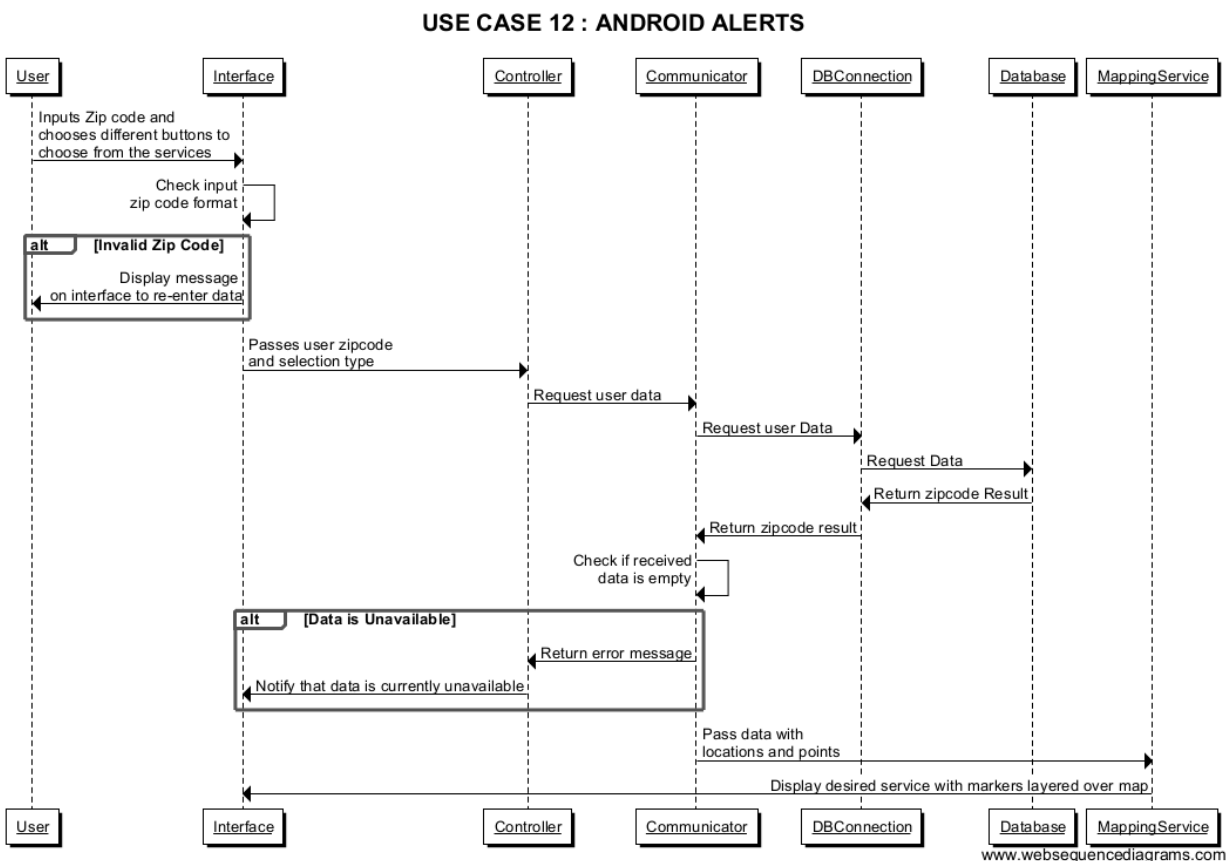 USE CASE 12 : ANDROID ALERTS
User
Interface
Controller
Communicator
DBConnection
Database
MappingService
Inputs Zip code and
chooses different buttons to
choose from the services
Check input
zip code format
alt
[Invalid Zip Code]
Display message
on interface to re-enter data
Passes user zipcode
and selection type
Request user data
Request user Data
Request Data
Return zipcode Result
Return zipcode result
Check if received
data is empty
alt
[Data is Unavailable]
Return error message
Notify that data is currently unavailable
Pass data with
locations and points
Display desired service with markers layered over map
User
Interface
Controller
Communicator
DBConnection
Database
MappingService
www.websequencediagrams.com